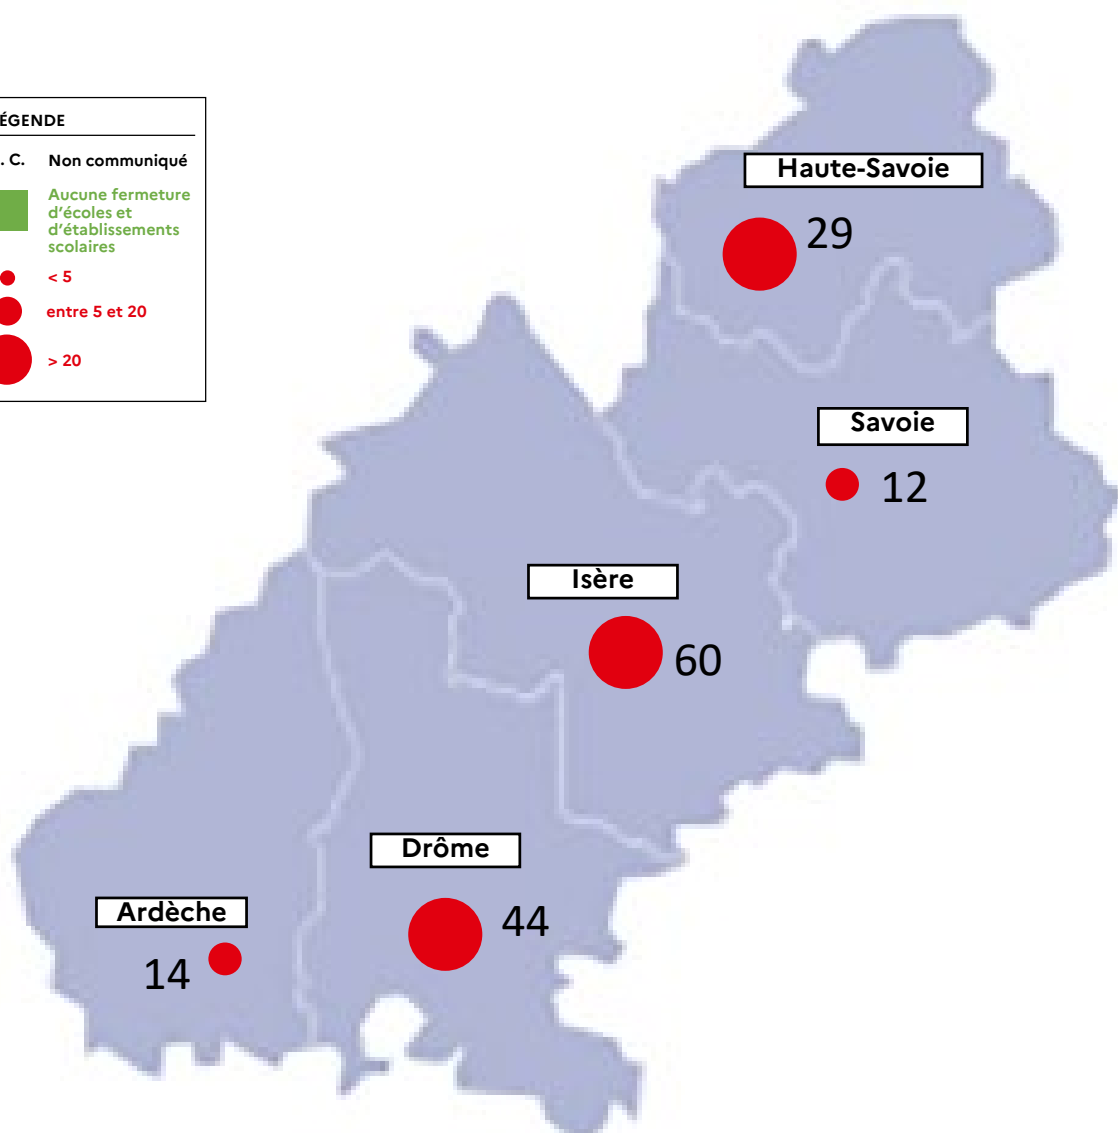 ÉGENDE
. C. Non communiqué
Aucune fermeture
d'écoles et
d'établissements
scolaires
< 5
entre 5 et 20
> 20
Haute-Savoie
29
Savoie
12
Isère
60
Drôme
44
Ardèche
14